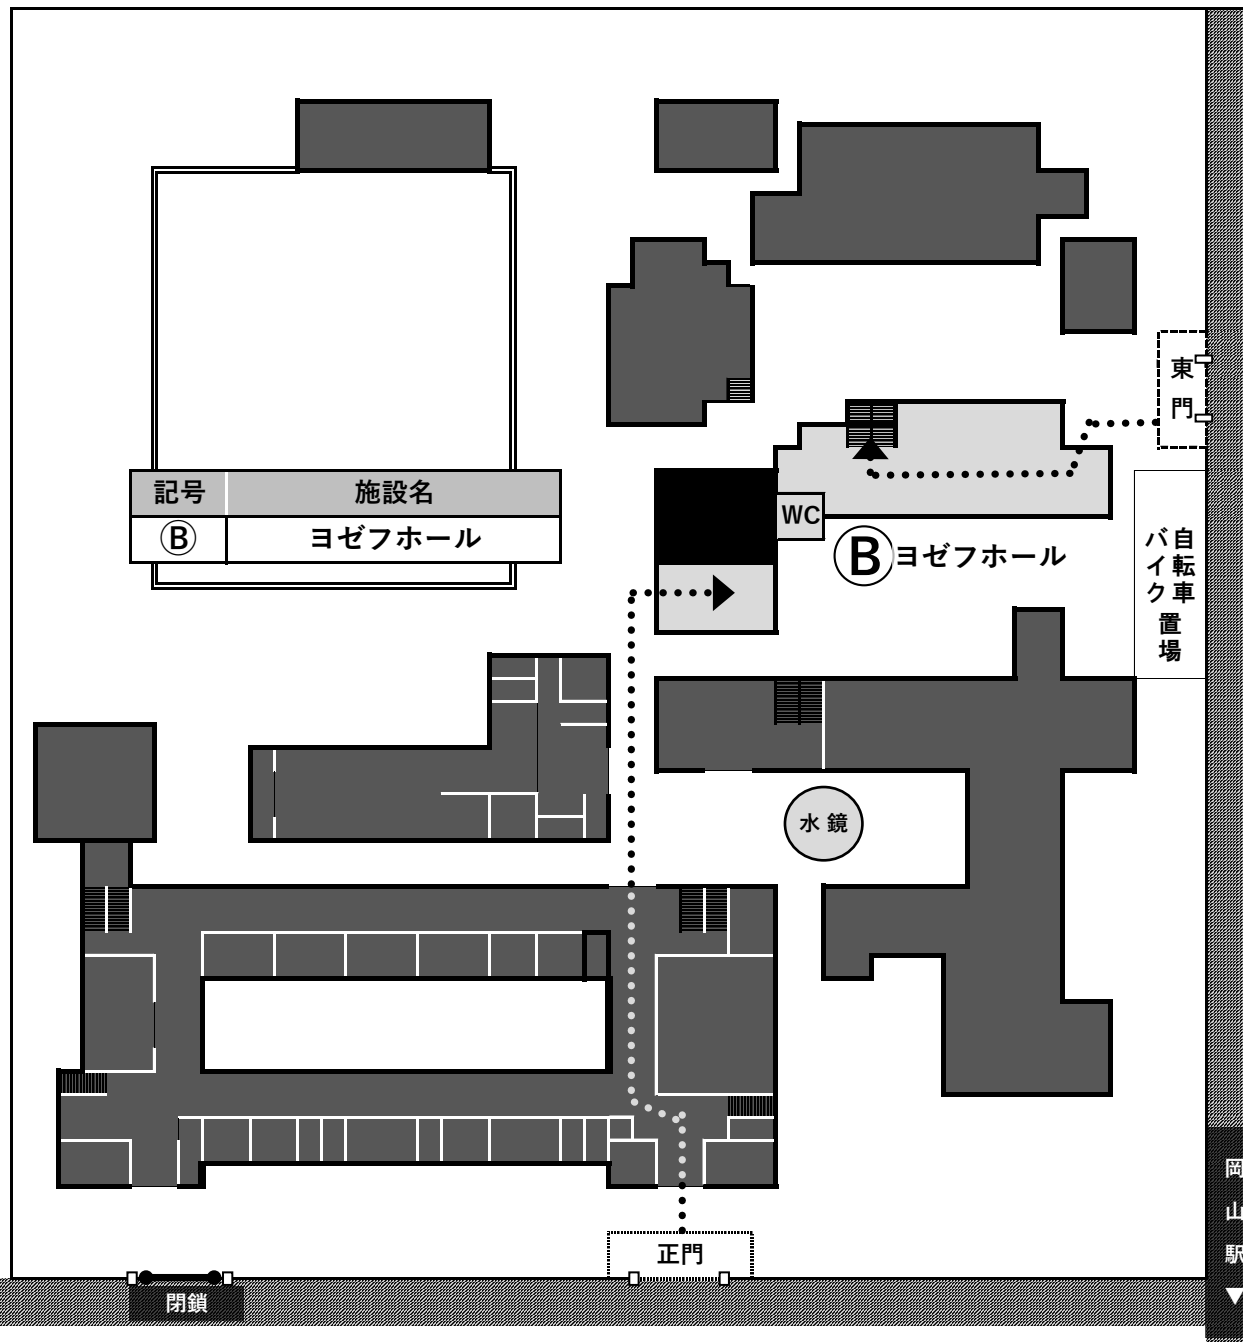 東
門
記号 施設名
Ⓑ ヨゼフホール
WC
Ⓑ ヨゼフホール
自転車
バイク
置
場
水 鏡
正門
閉鎖
岡
山
駅
▼